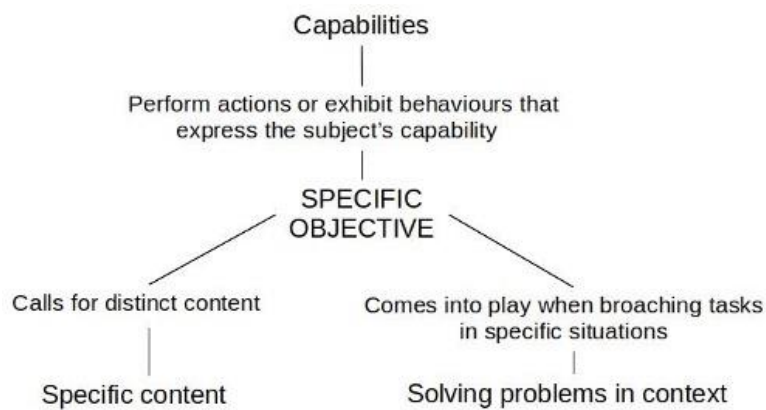 Capabilities
Perform actions or exhibit behaviours that
express the subject's capability
SPECIFIC
OBJECTIVE
Calls for distinct content
Comes into play when broaching tasks
in specific situations
Specific content
Solving problems in context